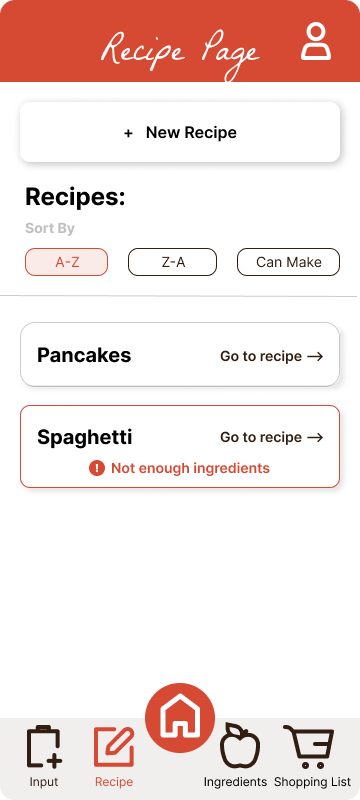 Recipe Page
+ New Recipe
Recipes:
Sort By
A-Z Z-A Can Make
Pancakes Go to recipe →
Spaghetti Go to recipe →
! Not enough ingredients
Input Recipe Ingredients Shopping List